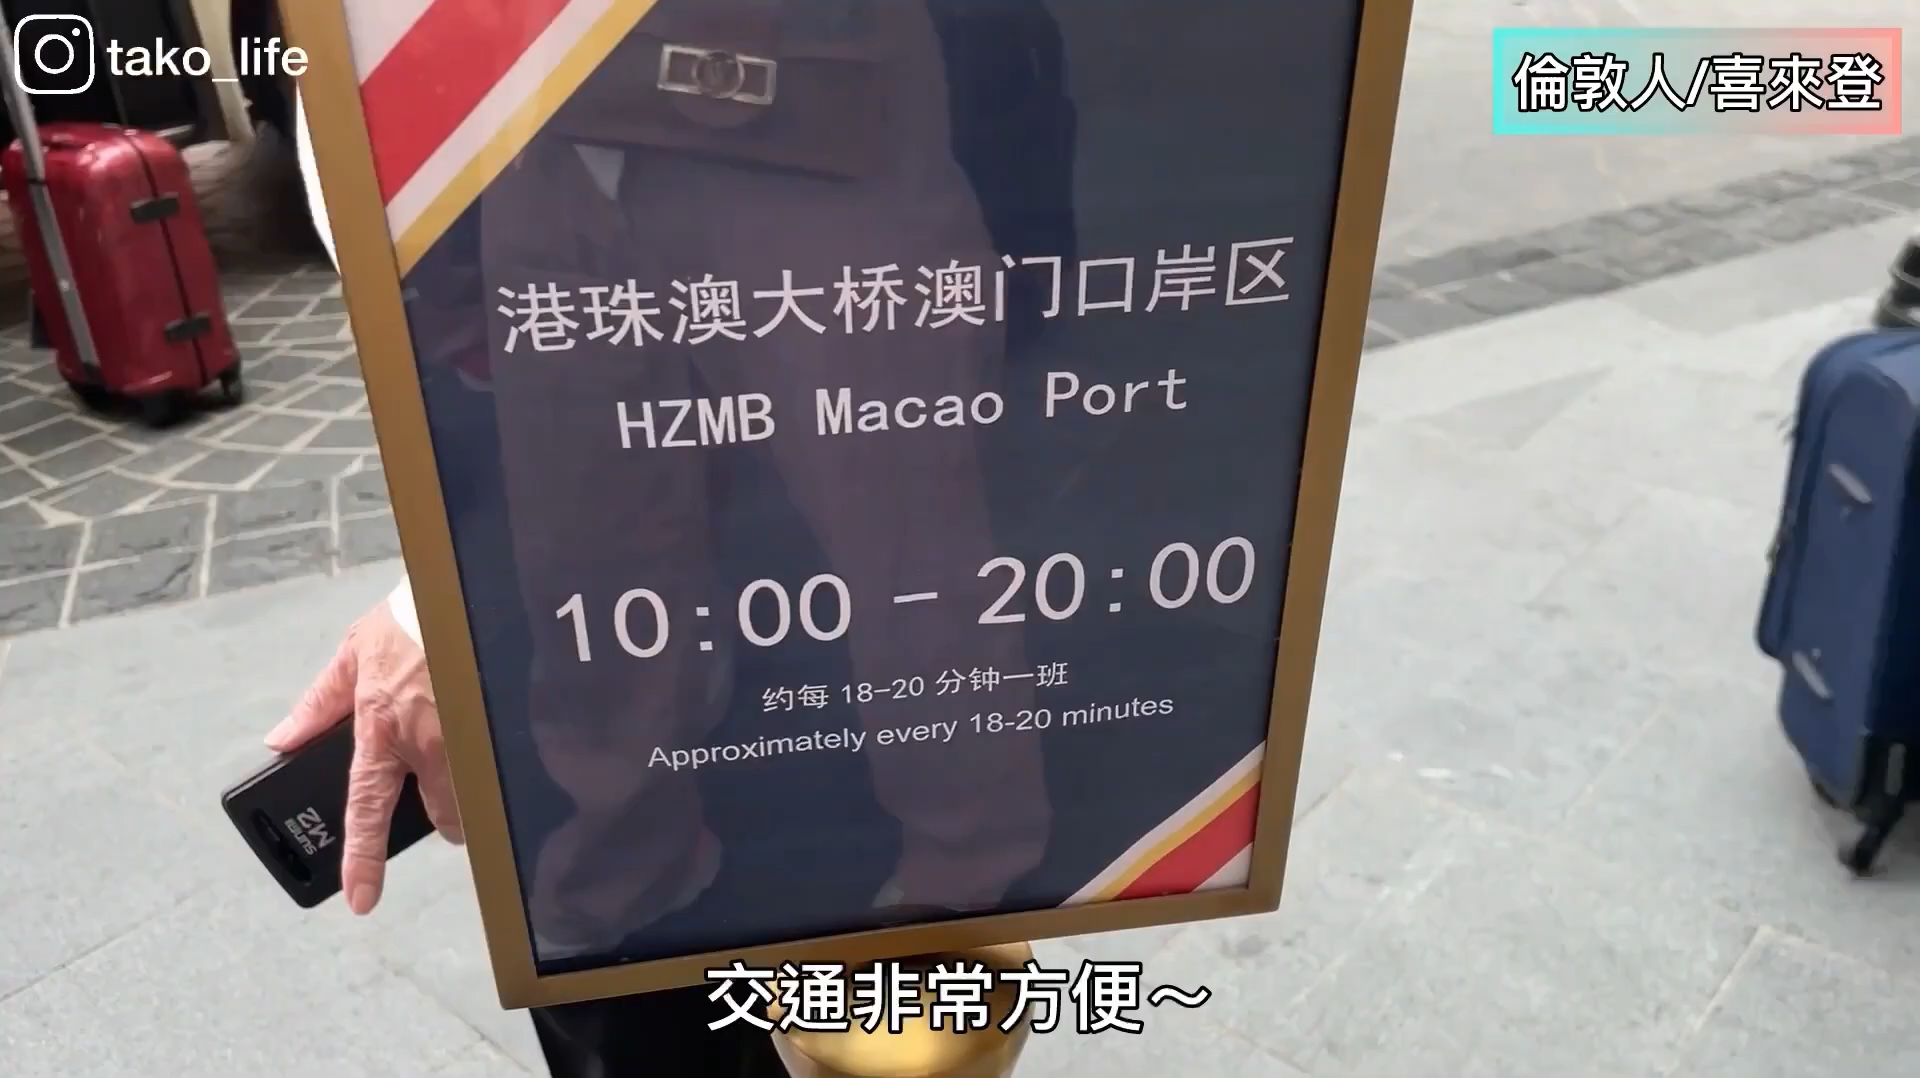 tako_life
倫敦人/喜來登
港珠澳大桥澳门口岸区
HZMB Macao Port
10:00 - 20:00
约每 18-20 分钟一班
Approximately every 18-20 minutes
SUNMI M2
交通非常方便～